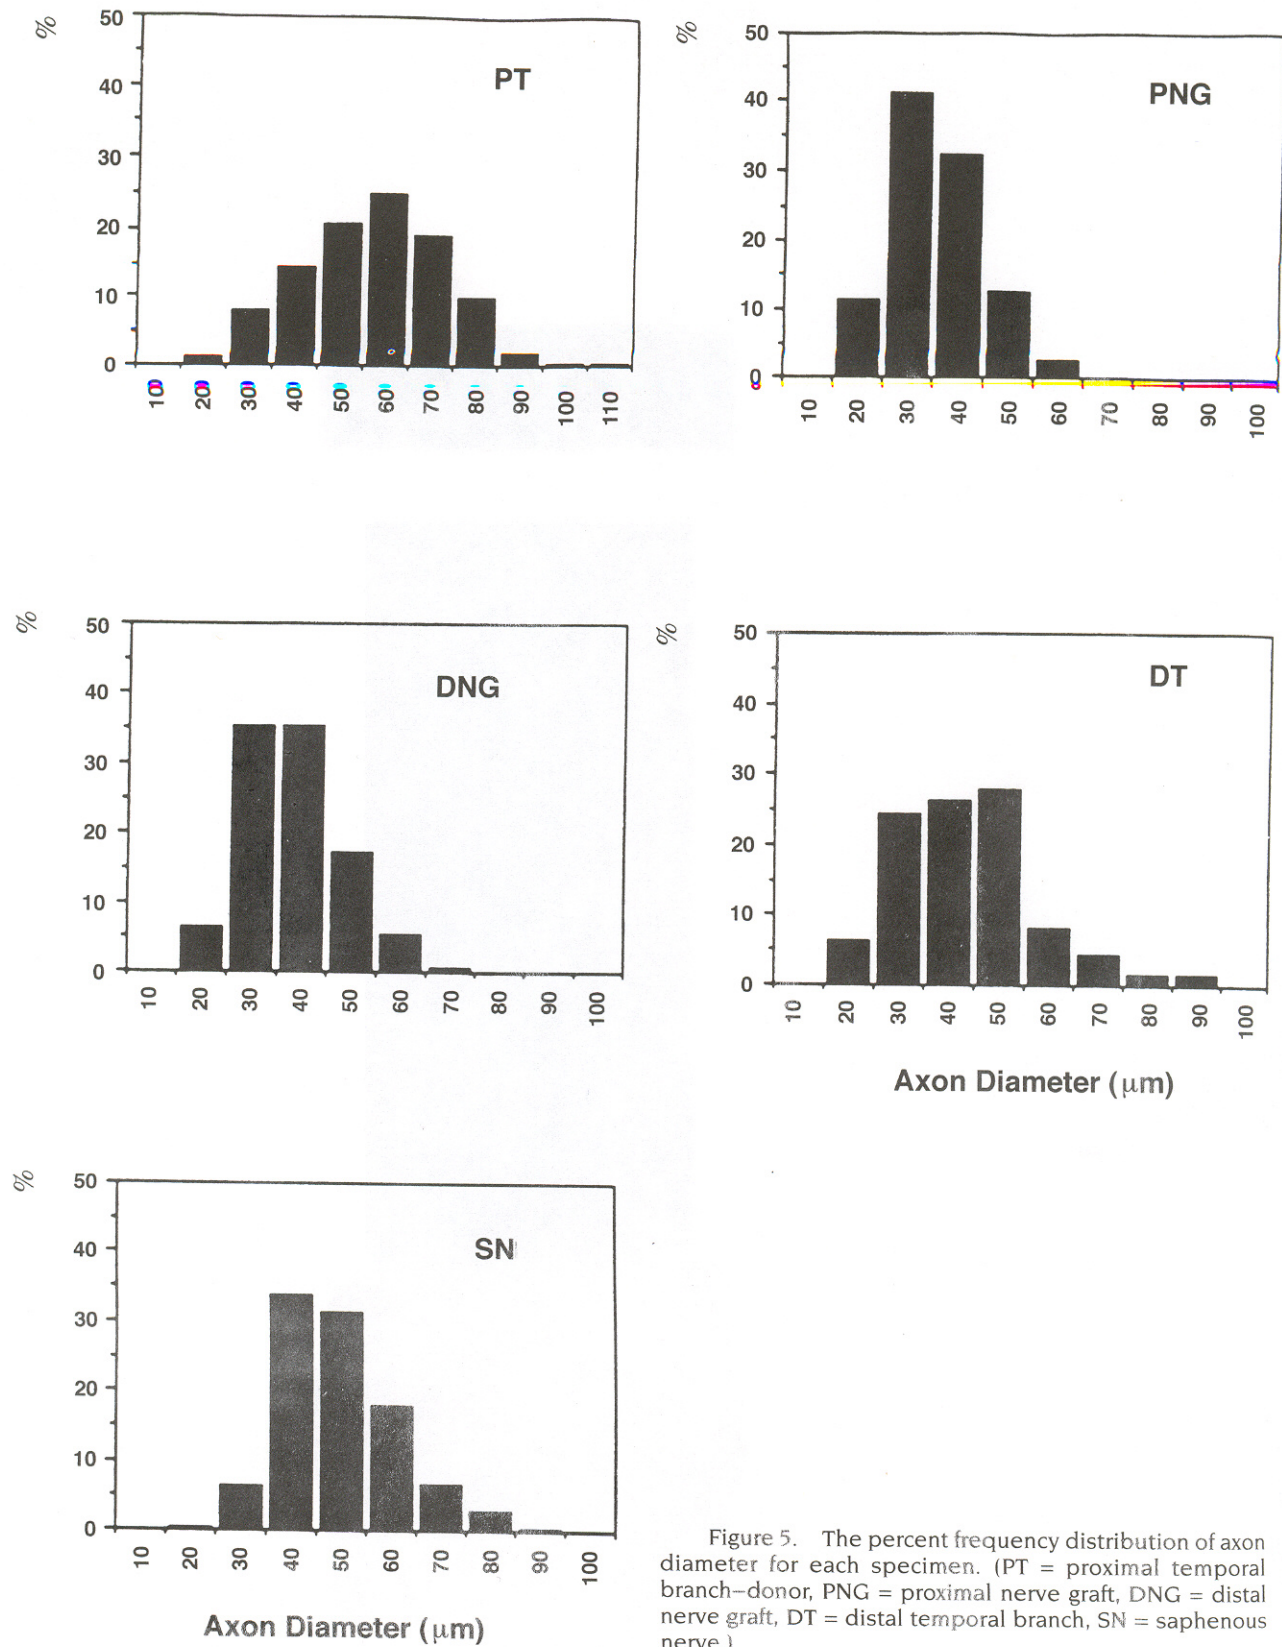 %
50
40
30
20
10
0
PT
10 20 30 40 50 60 70 80 90 100 110
%
50
40
30
20
10
0
PNG
10 20 30 40 50 60 70 80 90 100
%
50
40
30
20
10
0
DNG
10 20 30 40 50 60 70 80 90 100
%
50
40
30
20
10
0
DT
10 20 30 40 50 60 70 80 90 100
Axon Diameter (μm)
%
50
40
30
20
10
0
SN
10 20 30 40 50 60 70 80 90 100
Axon Diameter (μm)
Figure 5. The percent frequency distribution of axon
diameter for each specimen. (PT = proximal temporal
branch–donor, PNG = proximal nerve graft, DNG = distal
nerve graft, DT = distal temporal branch, SN = saphenous
nerve.)